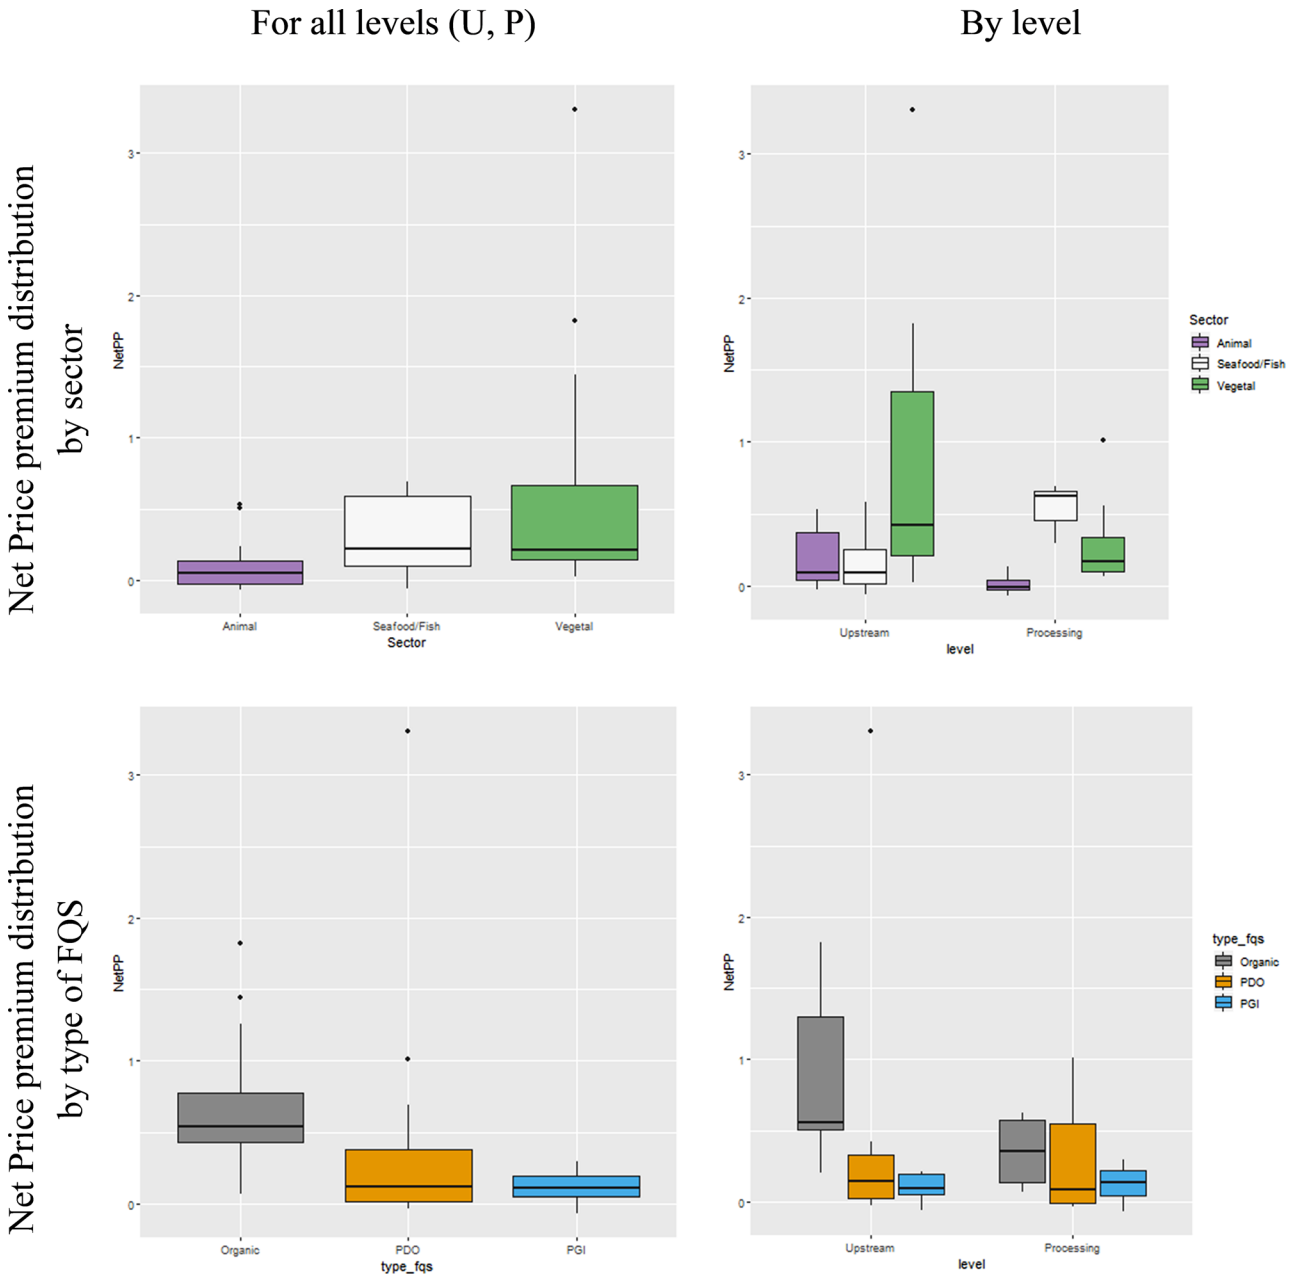 For all levels (U, P)
By level
Net Price premium distribution
by sector
3
2
1
0
NetPP
Animal
Seafood/Fish
Vegetal
Sector
3
2
1
0
NetPP
Upstream
Processing
level
Sector
Animal
Seafood/Fish
Vegetal
Net Price premium distribution
by type of FQS
3
2
1
0
NetPP
Organic
PDO
PGI
type_fqs
3
2
1
0
NetPP
Upstream
Processing
level
type_fqs
Organic
PDO
PGI